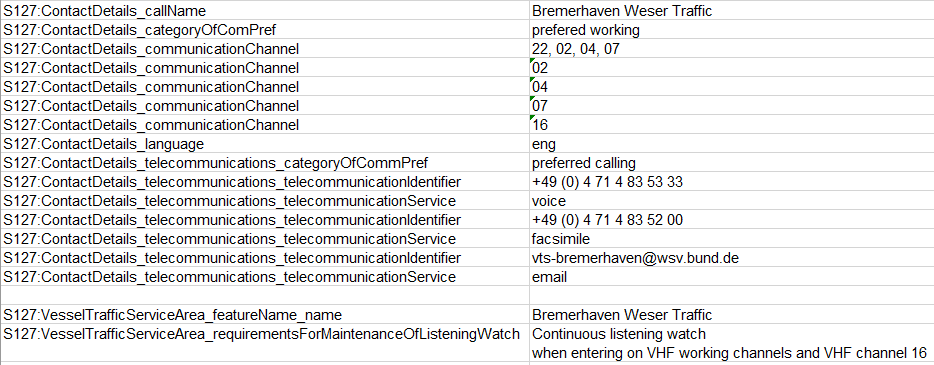 S127:ContactDetails_callName Bremerhaven Weser Traffic
S127:ContactDetails_categoryOfComPref prefered working
S127:ContactDetails_communicationChannel 22, 02, 04, 07
S127:ContactDetails_communicationChannel 02
S127:ContactDetails_communicationChannel 04
S127:ContactDetails_communicationChannel 07
S127:ContactDetails_communicationChannel 16
S127:ContactDetails_language eng
S127:ContactDetails_telecommunications_categoryOfCommPref preferred calling
S127:ContactDetails_telecommunications_telecommunicationIdentifier +49 (0) 4 71 4 83 53 33
S127:ContactDetails_telecommunications_telecommunicationService voice
S127:ContactDetails_telecommunications_telecommunicationIdentifier +49 (0) 4 71 4 83 52 00
S127:ContactDetails_telecommunications_telecommunicationService facsimile
S127:ContactDetails_telecommunications_telecommunicationIdentifier vts-bremerhaven@wsv.bund.de
S127:ContactDetails_telecommunications_telecommunicationService email
S127:VesselTrafficServiceArea_featureName_name Bremerhaven Weser Traffic
S127:VesselTrafficServiceArea_requirementsForMaintenanceOfListeningWatch Continuous listening watch
when entering on VHF working channels and VHF channel 16